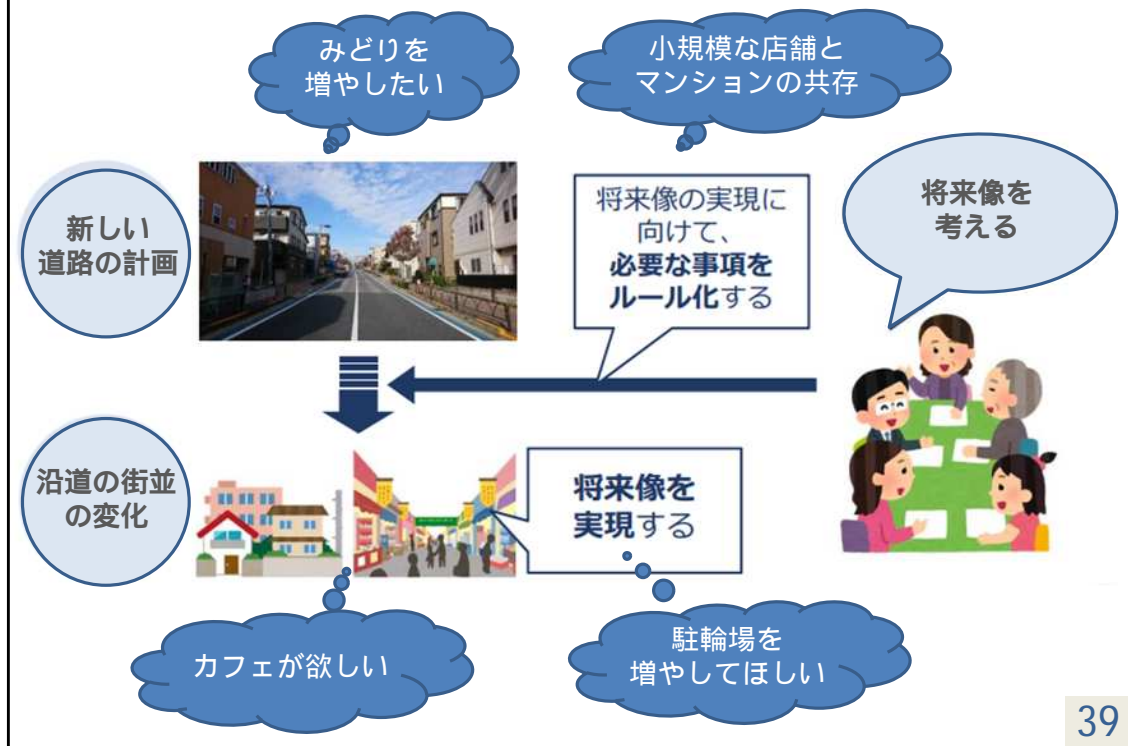 みどりを
増やしたい
小規模な店舗と
マンションの共存
新しい
道路の計画
将来像の実現に
向けて、
必要な事項を
ルール化する
将来像を
考える
沿道の街並
の変化
将来像を
実現する
カフェが欲しい
駐輪場を
増やしてほしい
39